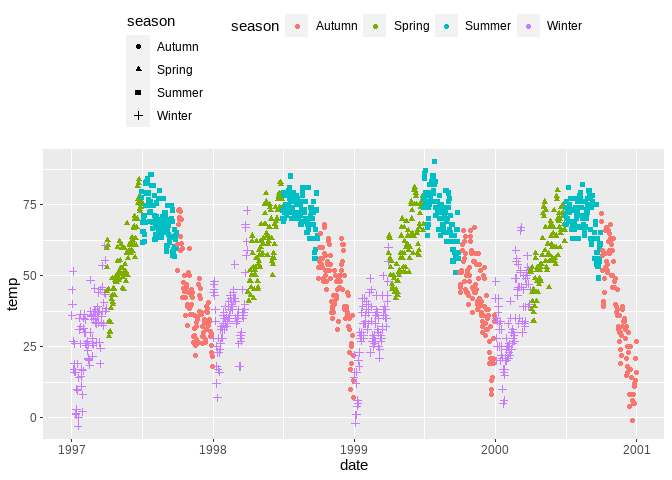 season
Autumn
Spring
Summer
Winter
season Autumn Spring Summer Winter
temp
75
50
25
0
1997 1998 1999 2000 2001
date